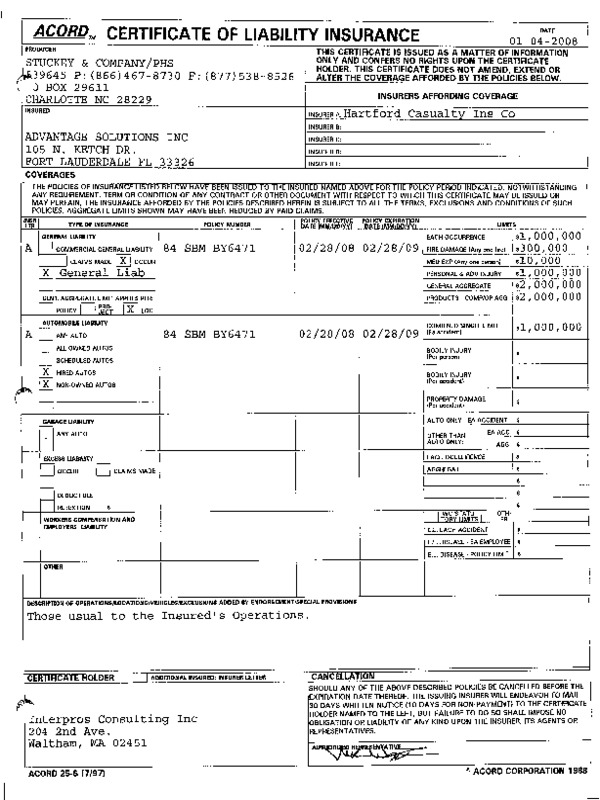 ACORD™ CERTIFICATE OF LIABILITY INSURANCE
DATE
01 04-2008
PRODUCER
STUCKEY & COMPANY/PHS
P:(866)467-8730 F:(877)538-8526
O BOX 29611
CHARLOTTE NC 28229
THIS CERTIFICATE IS ISSUED AS A MATTER OF INFORMATION
ONLY AND CONFERS NO RIGHTS UPON THE CERTIFICATE
HOLDER. THIS CERTIFICATE DOES NOT AMEND, EXTEND OR
ALTER THE COVERAGE AFFORDED BY THE POLICIES BELOW.
INSURERS AFFORDING COVERAGE
INSURED
ADVANTAGE SOLUTIONS INC
105 N. KETCH DR.
FORT LAUDERDALE FL 33326
INSURER A: Hartford Casualty Ins Co
INSURER B:
INSURER C:
INSURER D:
INSURER E:
COVERAGES
THE POLICIES OF INSURANCE LISTED BELOW HAVE BEEN ISSUED TO THE INSURED NAMED ABOVE FOR THE POLICY PERIOD INDICATED. NOTWITHSTANDING
ANY REQUIREMENT, TERM OR CONDITION OF ANY CONTRACT OR OTHER DOCUMENT WITH RESPECT TO WHICH THIS CERTIFICATE MAY BE ISSUED OR
MAY PERTAIN, THE INSURANCE AFFORDED BY THE POLICIES DESCRIBED HEREIN IS SUBJECT TO ALL THE TERMS, EXCLUSIONS AND CONDITIONS OF SUCH
POLICIES. AGGREGATE LIMITS SHOWN MAY HAVE BEEN REDUCED BY PAID CLAIMS.
INSR LTR TYPE OF INSURANCE POLICY NUMBER POLICY EFFECTIVE DATE (MM/DD/YY) POLICY EXPIRATION DATE (MM/DD/YY) LIMITS
GENERAL LIABILITY EACH OCCURRENCE $1,000,000
A COMMERCIAL GENERAL LIABILITY 84 SBM BY6471 02/28/08 02/28/09 FIRE DAMAGE (Any one fire) $300,000
CLAIMS MADE X OCCUR MED EXP (Any one person) $10,000
X General Liab PERSONAL & ADV INJURY $1,000,000
GENERAL AGGREGATE $2,000,000
GEN'L AGGREGATE LIMIT APPLIES PER: PRODUCTS COMP/OP AGG $2,000,000
POLICY PROJECT X LOC
AUTOMOBILE LIABILITY
A ANY AUTO 84 SBM BY6471 02/28/08 02/28/09 COMBINED SINGLE LIMIT (Ea accident) $1,000,000
ALL OWNED AUTOS
SCHEDULED AUTOS BODILY INJURY (Per person) $
X HIRED AUTOS
X NON-OWNED AUTOS BODILY INJURY (Per accident) $
PROPERTY DAMAGE (Per accident) $
GARAGE LIABILITY AUTO ONLY EA ACCIDENT $
ANY AUTO OTHER THAN AUTO ONLY: EA ACC $
AGG $
EXCESS LIABILITY EACH OCCURRENCE $
OCCUR CLAIMS MADE AGGREGATE $
$
DEDUCTIBLE $
RETENTION $ $
WORKERS COMPENSATION AND
EMPLOYERS LIABILITY
WC STATU TORY LIMITS OTH- ER
E.L. EACH ACCIDENT $
E.L. DISEASE - EA EMPLOYEE $
E.L. DISEASE - POLICY LIMIT $
OTHER
DESCRIPTION OF OPERATIONS/LOCATIONS/VEHICLES/EXCLUSIONS ADDED BY ENDORSEMENT/SPECIAL PROVISIONS
Those usual to the Insured's Operations.
CERTIFICATE HOLDER ADDITIONAL INSURED; INSURER LETTER:
CANCELLATION
SHOULD ANY OF THE ABOVE DESCRIBED POLICIES BE CANCELLED BEFORE THE
EXPIRATION DATE THEREOF, THE ISSUING INSURER WILL ENDEAVOR TO MAIL
30 DAYS WRITTEN NOTICE (10 DAYS FOR NON-PAYMENT) TO THE CERTIFICATE
HOLDER NAMED TO THE LEFT, BUT FAILURE TO DO SO SHALL IMPOSE NO
OBLIGATION OR LIABILITY OF ANY KIND UPON THE INSURER, ITS AGENTS OR
REPRESENTATIVES.
Interpros Consulting Inc
204 2nd Ave.
Waltham, MA 02451
AUTHORIZED REPRESENTATIVE
ACORD 25-S (7/97)
© ACORD CORPORATION 1988